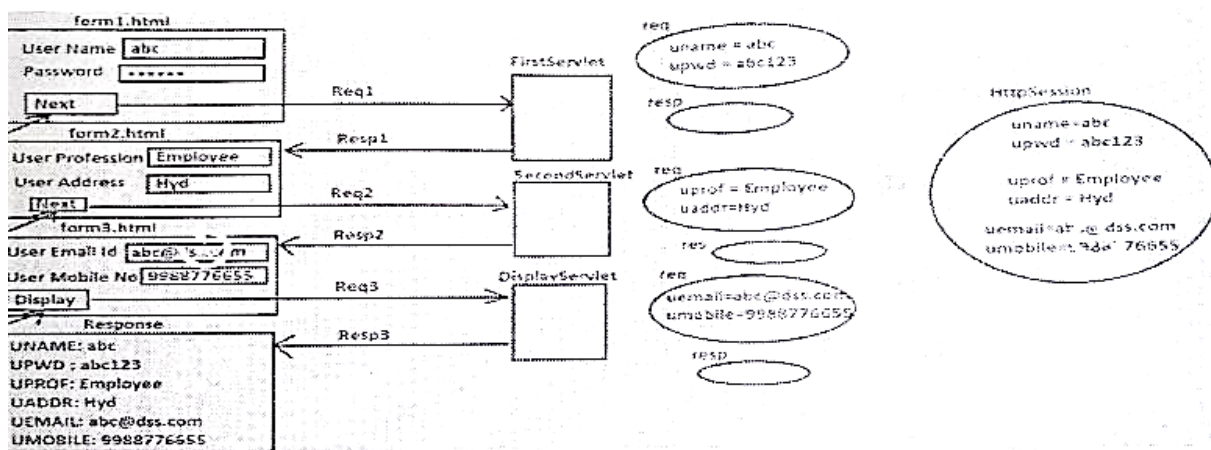 form1.html
User Name abc
Password ••••••
Next
Req1
FirstServlet
req
uname = abc
upwd = abc123
resp
HttpSession
uname=abc
upwd = abc123
uprof = Employee
uaddr = Hyd
form2.html
Resp1
User Profession Employee
User Address Hyd
Next
Req2
SecondServlet
req
uprof = Employee
uaddr=Hyd
form3.html
Resp2
res
User Email Id
User Mobile No 9988776655
Display
Req3
DisplayServlet
req
uemail=abc@dss.com
umobile=9988776655
Response
Resp3
resp
UNAME: abc
UPWD : abc123
UPROF: Employee
UADDR: Hyd
UEMAIL: abc@dss.com
UMOBILE: 9988776655